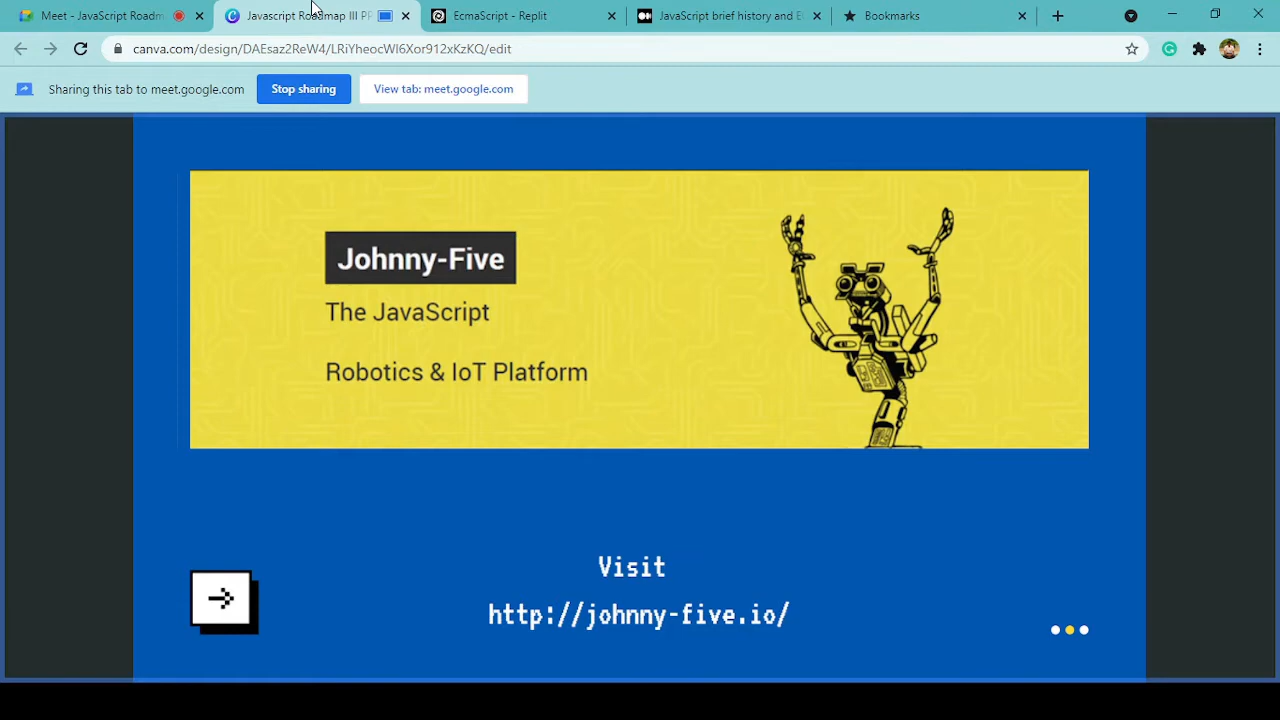 Meet - JavaScript Roadm
Javascript Roadmap III PP
EcmaScript - Replit
JavaScript brief history and E
Bookmarks
canva.com/design/DAEsaz2ReW4/LRiYheocWI6Xor912xKzKQ/edit
Sharing this tab to meet.google.com
Stop sharing
View tab: meet.google.com
Johnny-Five
The JavaScript
Robotics & IoT Platform
Visit
http://johnny-five.io/